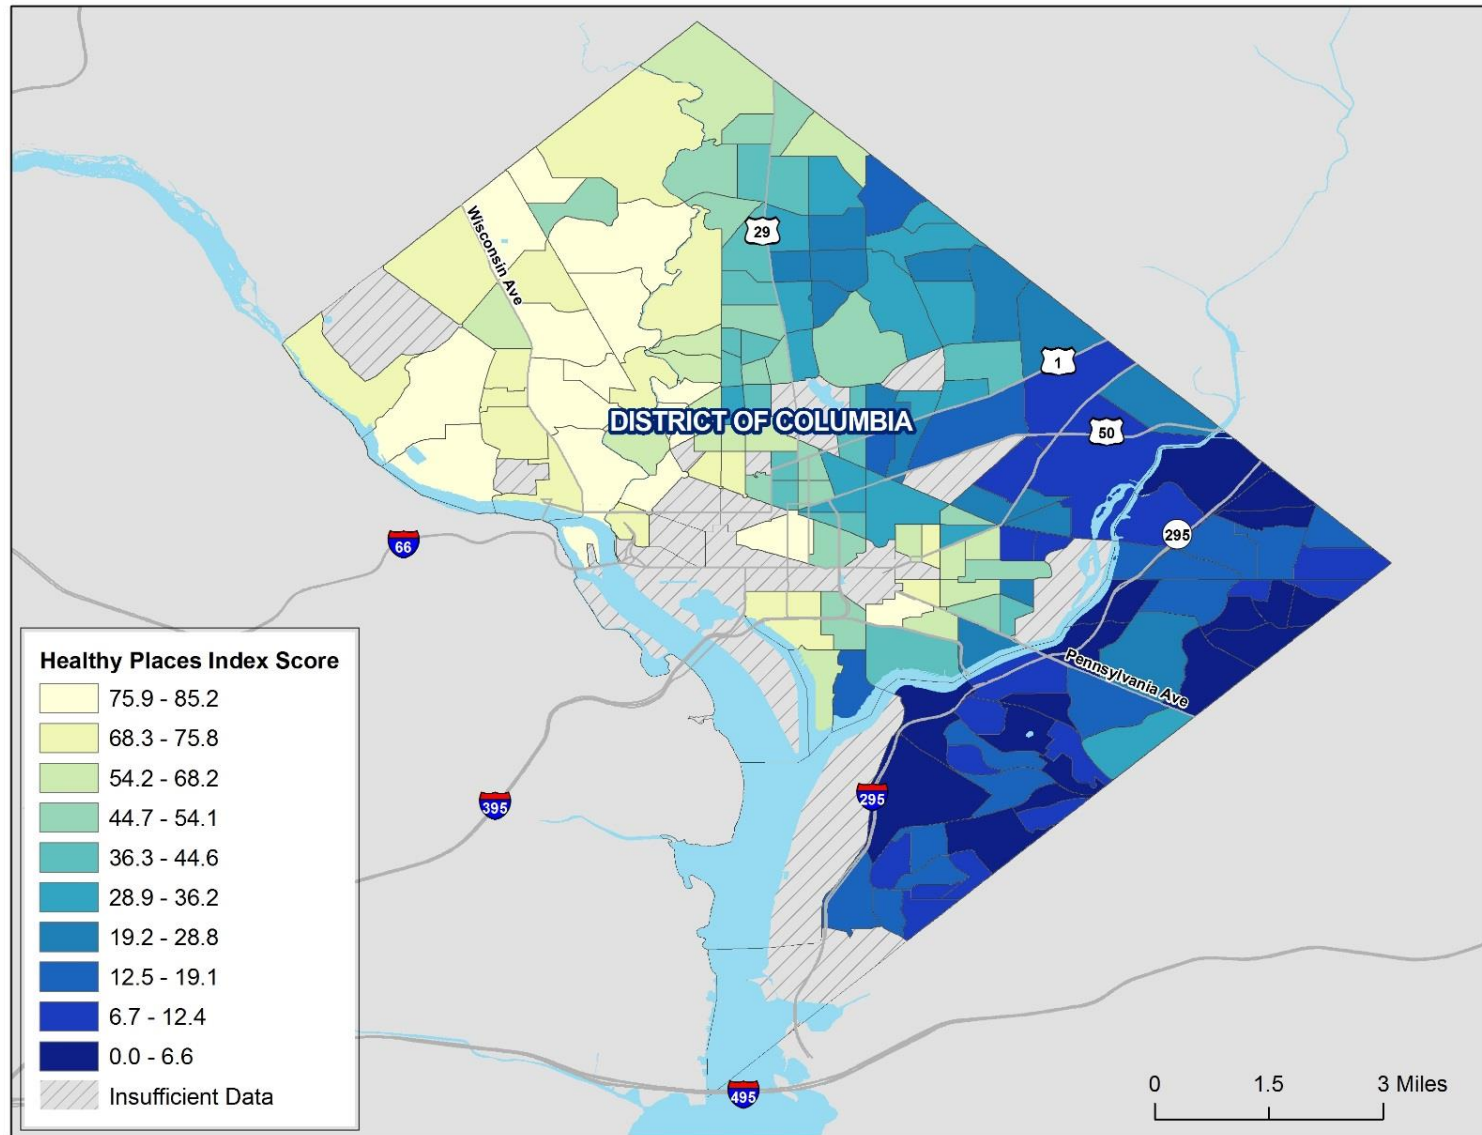 Wisconsin Ave
29
1
DISTRICT OF COLUMBIA
50
295
66
Pennsylvania Ave
395
295
495
Healthy Places Index Score
75.9 - 85.2
68.3 - 75.8
54.2 - 68.2
44.7 - 54.1
36.3 - 44.6
28.9 - 36.2
19.2 - 28.8
12.5 - 19.1
6.7 - 12.4
0.0 - 6.6
Insufficient Data
0 1.5 3 Miles